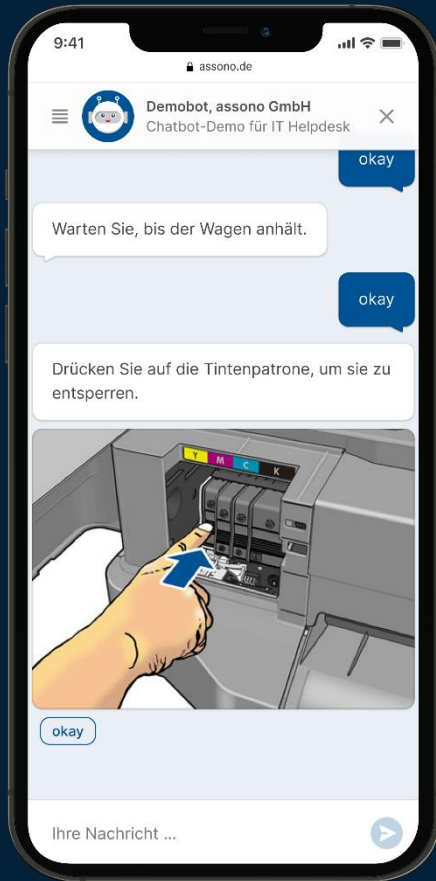 9:41
assono.de
Demobot, assono GmbH
Chatbot-Demo für IT Helpdesk
okay
Warten Sie, bis der Wagen anhält.
okay
Drücken Sie auf die Tintenpatrone, um sie zu
entsperren.
Y M C K
okay
Ihre Nachricht ...